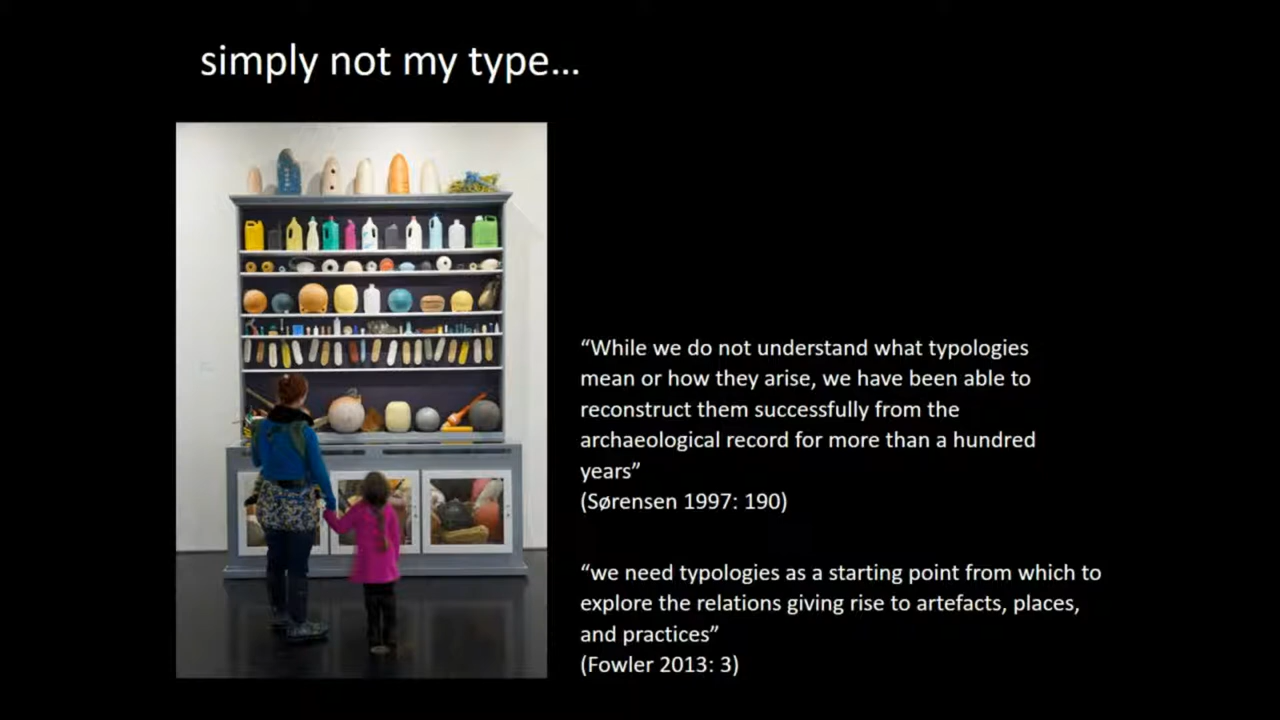 simply not my type...
“While we do not understand what typologies
mean or how they arise, we have been able to
reconstruct them successfully from the
archaeological record for more than a hundred
years”
(Sørensen 1997: 190)
“we need typologies as a starting point from which to
explore the relations giving rise to artefacts, places,
and practices”
(Fowler 2013: 3)